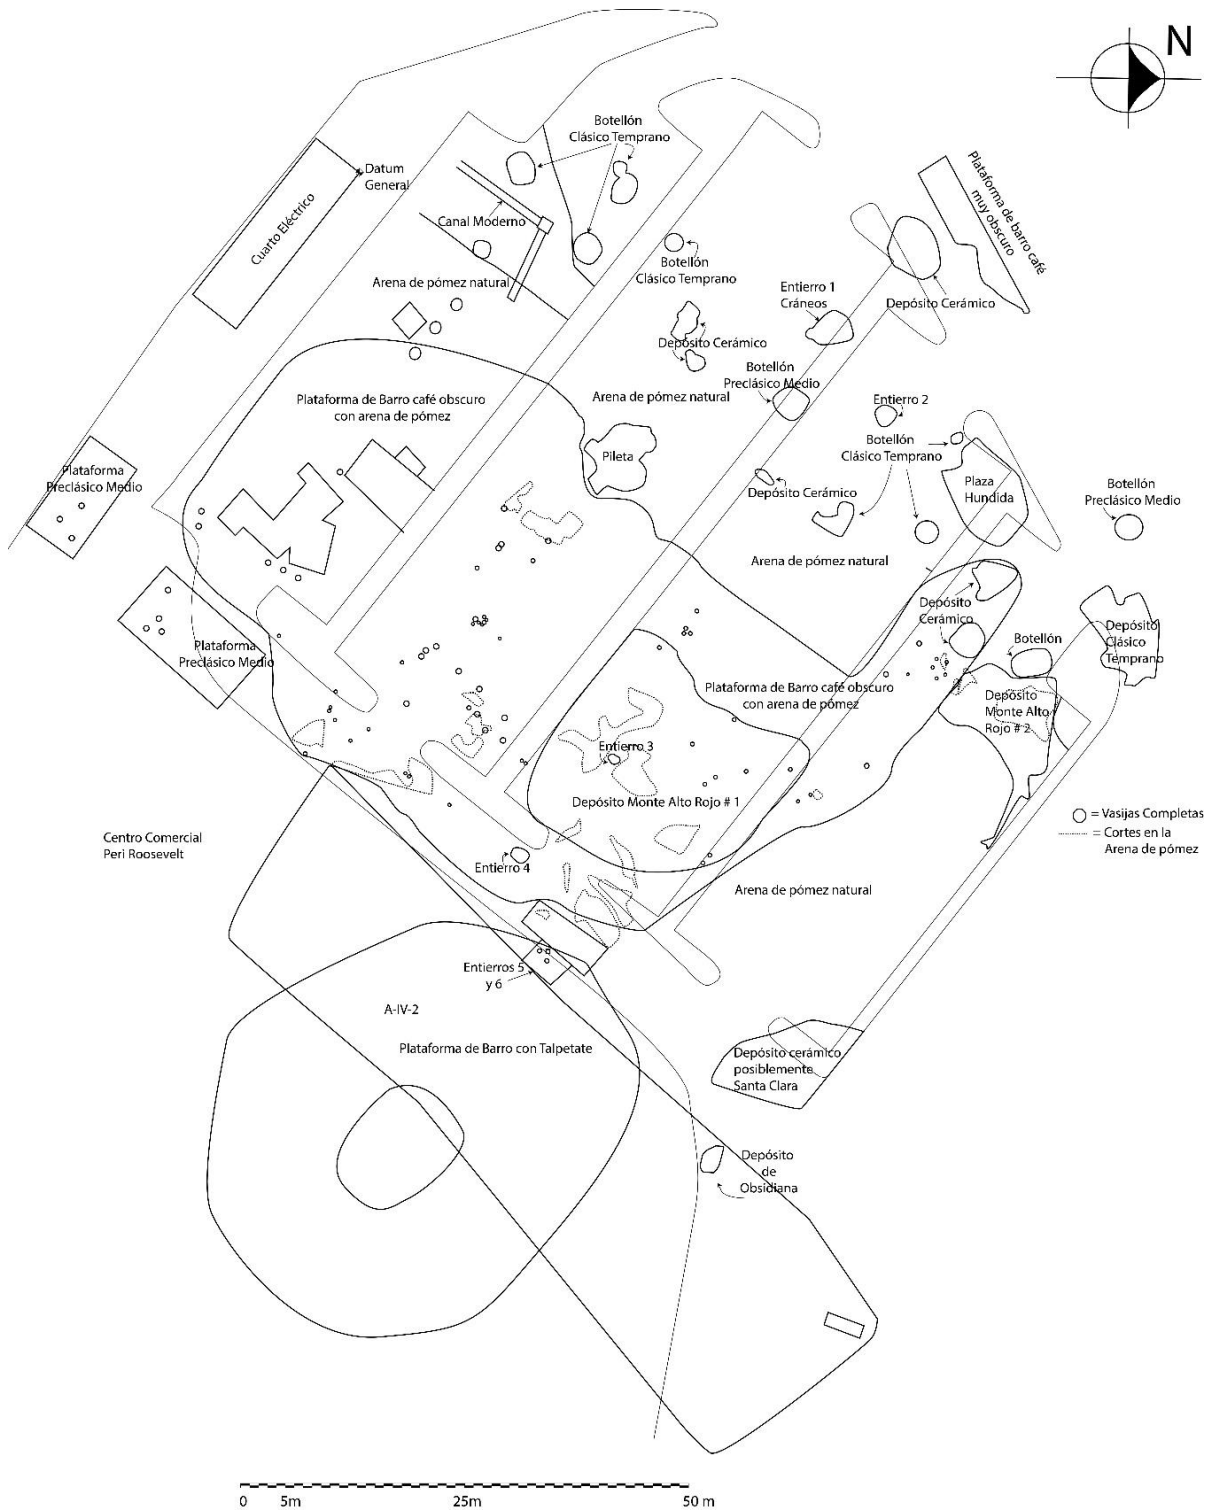 N
Botellón
Clásico Temprano
Datum
General
Cuarto Eléctrico
Canal Moderno
Plataforma de barro café
muy obscuro
Botellón
Clásico Temprano
Arena de pómez natural
Entierro 1
Cráneos
Depósito Cerámico
Depósito Cerámico
Botellón
Preclásico Medio
Plataforma de Barro café obscuro
con arena de pómez
Arena de pómez natural
Entierro 2
Botellón
Clásico Temprano
Pileta
Plataforma
Preclásico Medio
Depósito Cerámico
Plaza
Hundida
Botellón
Preclásico Medio
Arena de pómez natural
Depósito
Cerámico
Botellón
Depósito
Clásico
Temprano
Plataforma
Preclásico Medio
Plataforma de Barro café obscuro
con arena de pómez
Depósito
Monte Alto
Rojo # 2
Entierro 3
Depósito Monte Alto Rojo # 1
Centro Comercial
Peri Roosevelt
= Vasijas Completas
= Cortes en la
Arena de pómez
Entierro 4
Arena de pómez natural
Entierros 5
y 6
A-IV-2
Plataforma de Barro con Talpetate
Depósito cerámico
posiblemente
Santa Clara
Depósito
de
Obsidiana
0 5m 25m 50 m